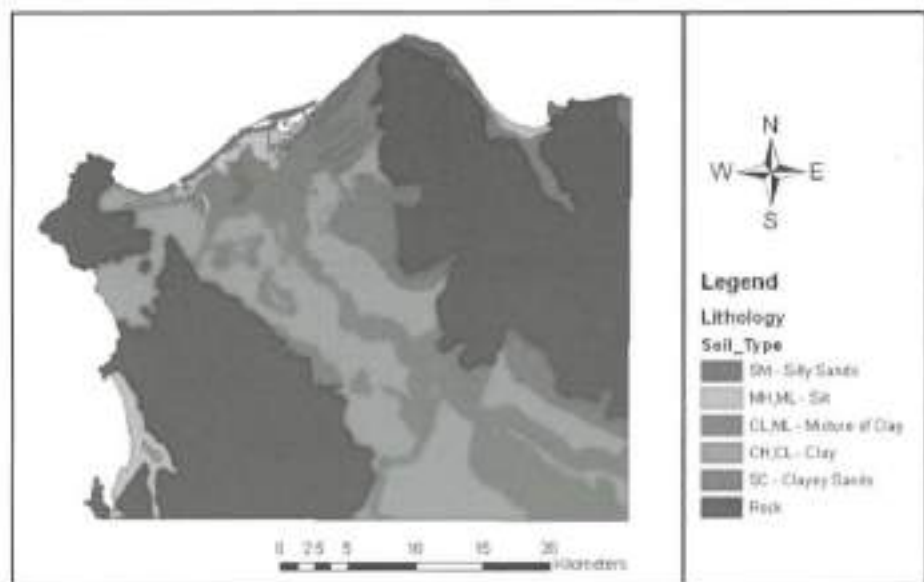 N
W E
S
Legend
Lithology
Soil_Type
SM - Silty Sands
MH,ML - Silt
CL,ML - Mixture of Clay
CH,CL - Clay
SC - Clayey Sands
Rock
0 2.5 5 10 15 20
Kilometers